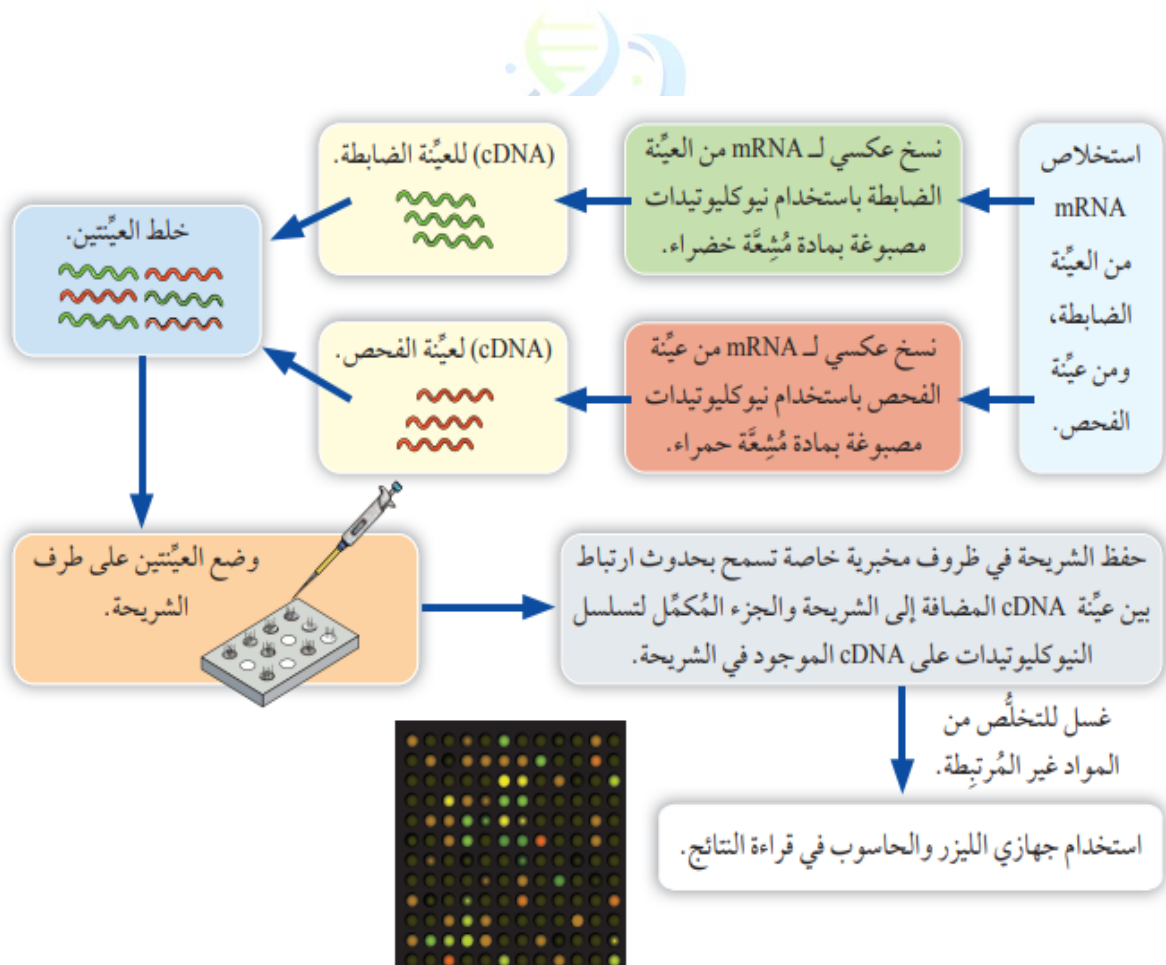 استخلاص
mRNA
من العيِّنة
الضابطة،
ومن عيِّنة
الفحص.
نسخ عكسي لـ mRNA من العيِّنة
الضابطة باستخدام نيوكليوتيدات
مصبوغة بمادة مُشِعَّة خضراء.
(cDNA) للعيِّنة الضابطة.
نسخ عكسي لـ mRNA من عيِّنة
الفحص باستخدام نيوكليوتيدات
مصبوغة بمادة مُشِعَّة حمراء.
(cDNA) لعيِّنة الفحص.
خلط العيِّنتين.
وضع العيِّنتين على طرف
الشريحة.
حفظ الشريحة في ظروف مخبرية خاصة تسمح بحدوث ارتباط
بين عيِّنة cDNA المضافة إلى الشريحة والجزء المُكمِّل لتسلسل
النيوكليوتيدات على cDNA الموجود في الشريحة.
غسل للتخلُّص من
المواد غير المُرتبِطة.
استخدام جهازي الليزر والحاسوب في قراءة النتائج.